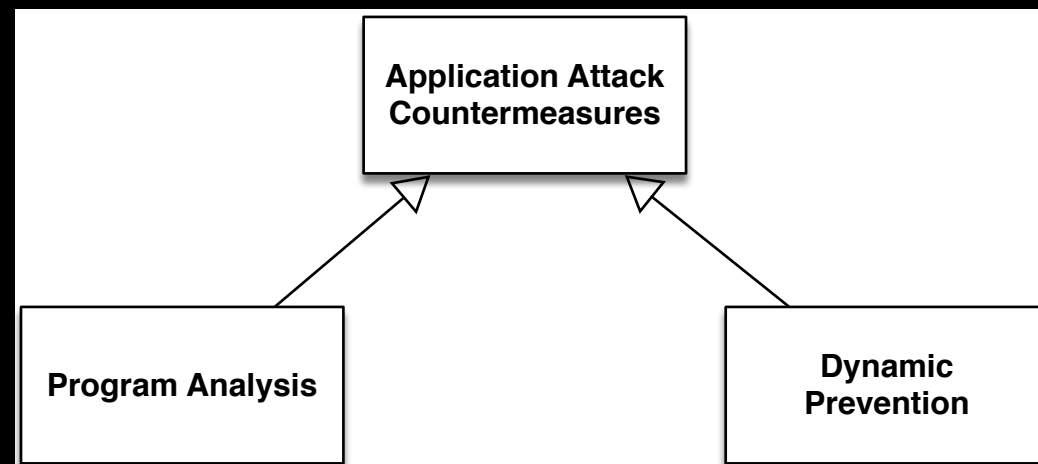 Application Attack
Countermeasures
Program Analysis
Dynamic
Prevention